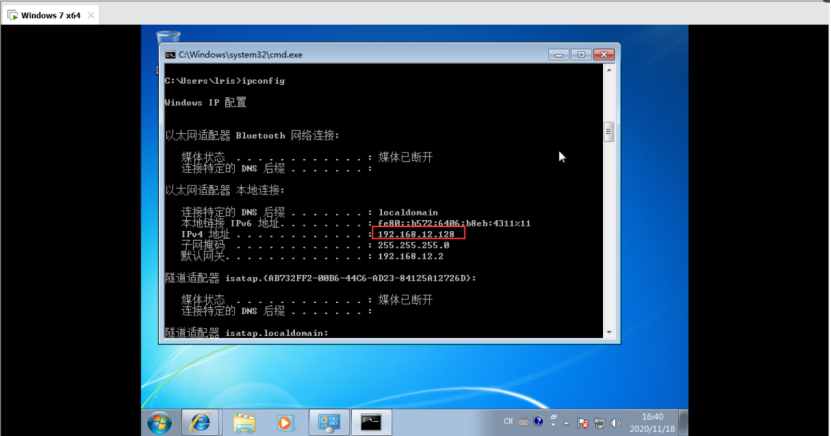 Windows 7 x64
C:\Windows\system32\cmd.exe
C:\Users\lris>ipconfig
Windows IP 配置
以太网适配器 Bluetooth 网络连接:
媒体状态 . . . . . . . . . . . . : 媒体已断开
连接特定的 DNS 后缀 . . . . . . . :
以太网适配器 本地连接:
连接特定的 DNS 后缀 . . . . . . . : localdomain
本地链接 IPv6 地址. . . . . . . . : fe80::b572:6406:b8eb:4311%11
IPv4 地址 . . . . . . . . . . . . : 192.168.12.128
子网掩码 . . . . . . . . . . . . : 255.255.255.0
默认网关. . . . . . . . . . . . . : 192.168.12.2
隧道适配器 isatap.{AB732FF2-00B6-44C6-AD23-84125A12726D}:
媒体状态 . . . . . . . . . . . . : 媒体已断开
连接特定的 DNS 后缀 . . . . . . . :
隧道适配器 isatap.localdomain:
CH
16:40
2020/11/18